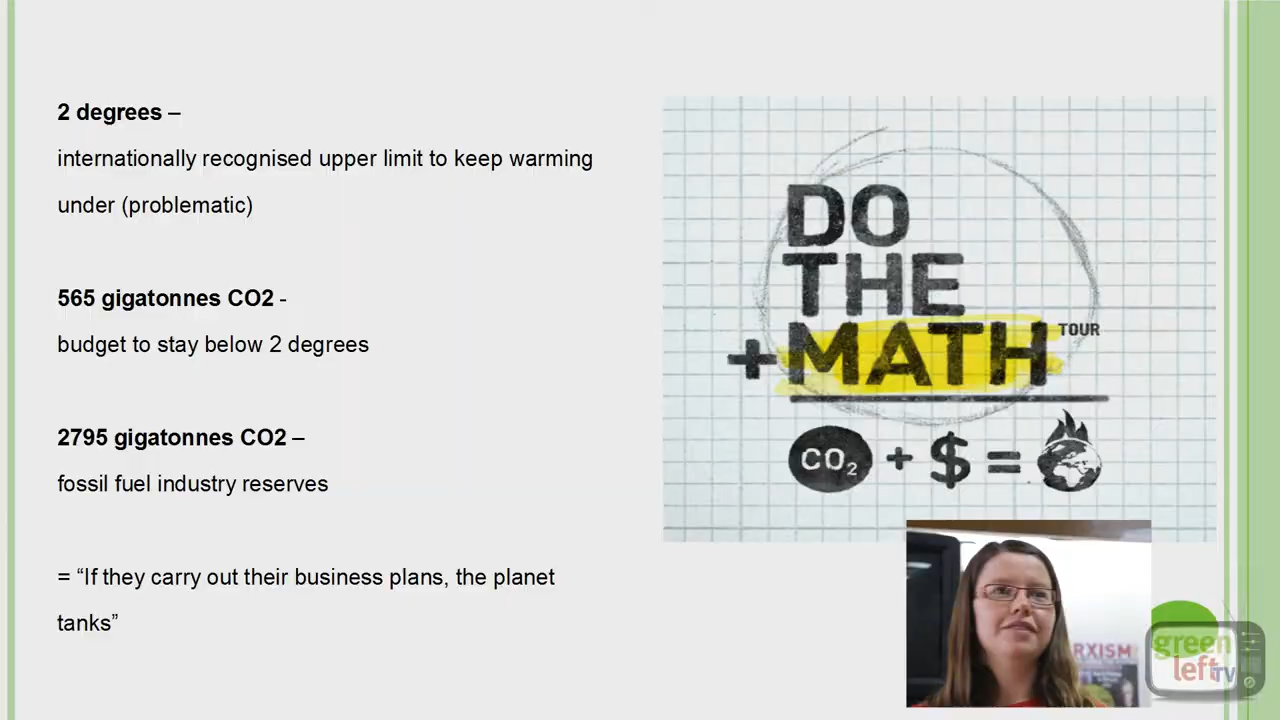 2 degrees –
internationally recognised upper limit to keep warming
under (problematic)
565 gigatonnes CO2 -
budget to stay below 2 degrees
2795 gigatonnes CO2 –
fossil fuel industry reserves
= “If they carry out their business plans, the planet
tanks”
DO
THE
+MATH TOUR
CO₂ + $ =
RXISM
green
left TV